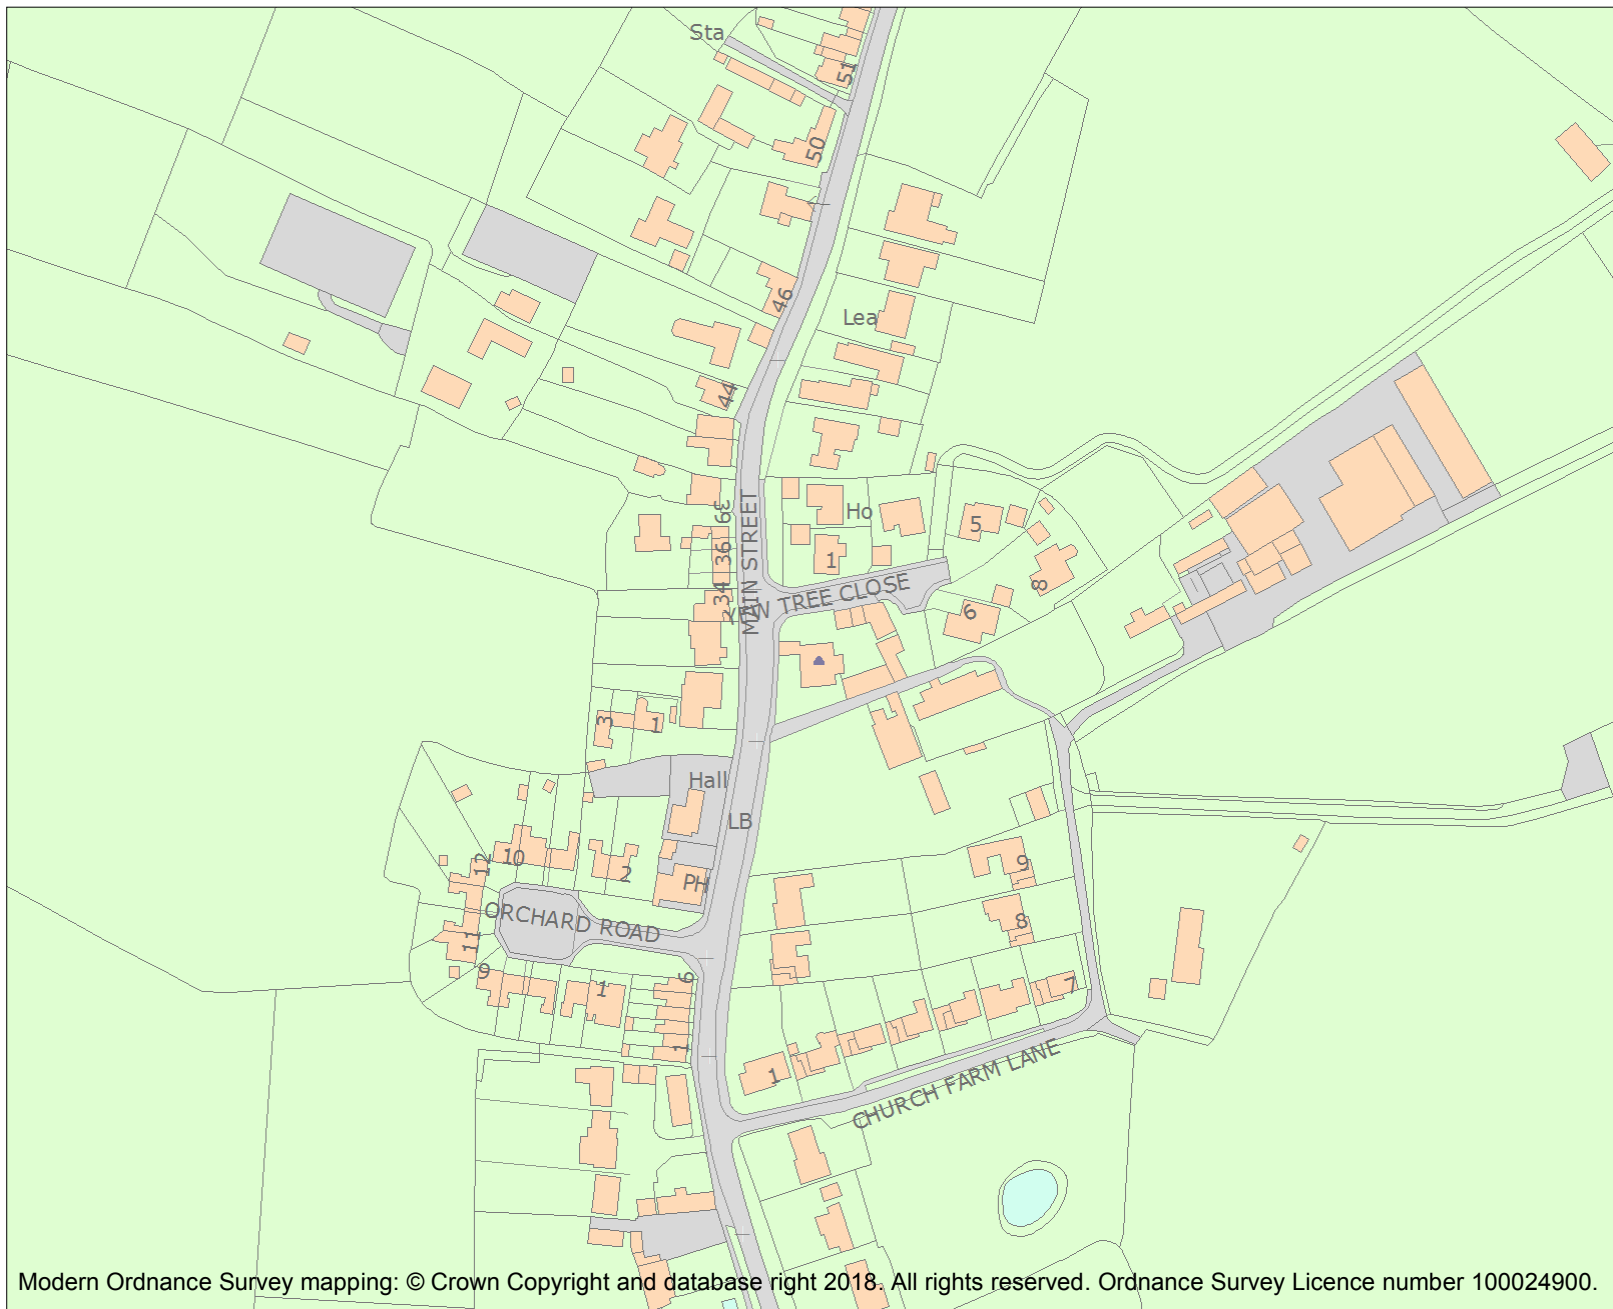 Sta
51
50
46
Lea
44
39
Ho
5
36
1
MAIN STREET
8
34
YEW TREE CLOSE
6
3
1
Hall
LB
12
10
2
PH
9
ORCHARD ROAD
8
11
9
1
6
7
1
1
CHURCH FARM LANE
Modern Ordnance Survey mapping: © Crown Copyright and database right 2018. All rights reserved. Ordnance Survey Licence number 100024900.